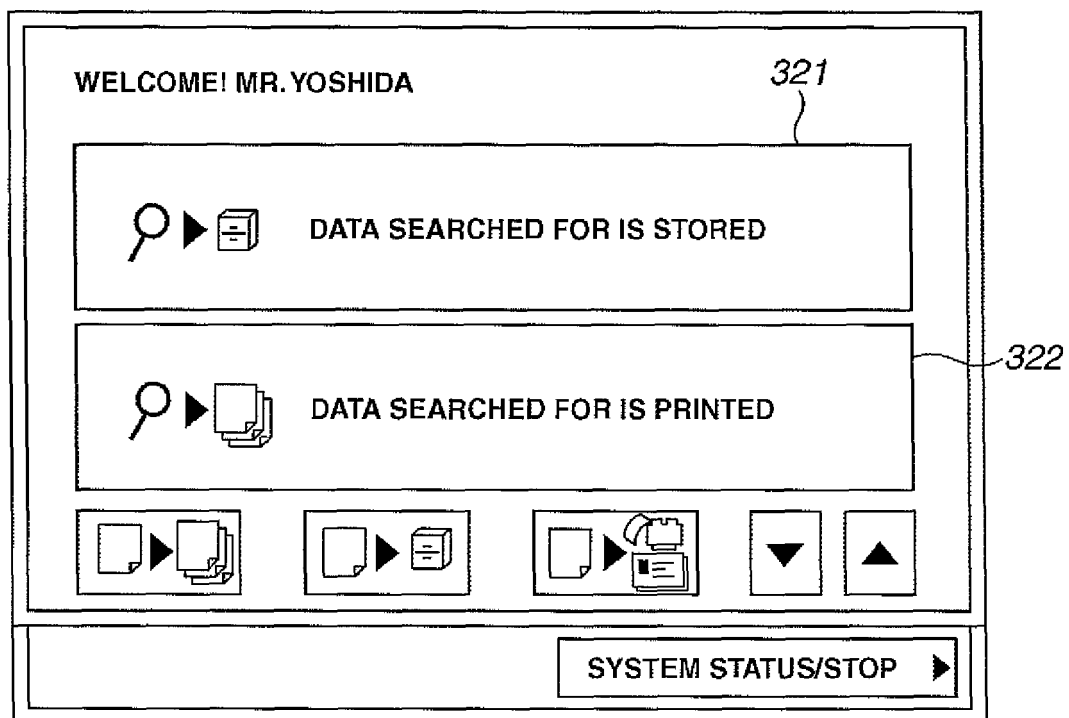 WELCOME! MR. YOSHIDA
321
DATA SEARCHED FOR IS STORED
322
DATA SEARCHED FOR IS PRINTED
SYSTEM STATUS/STOP